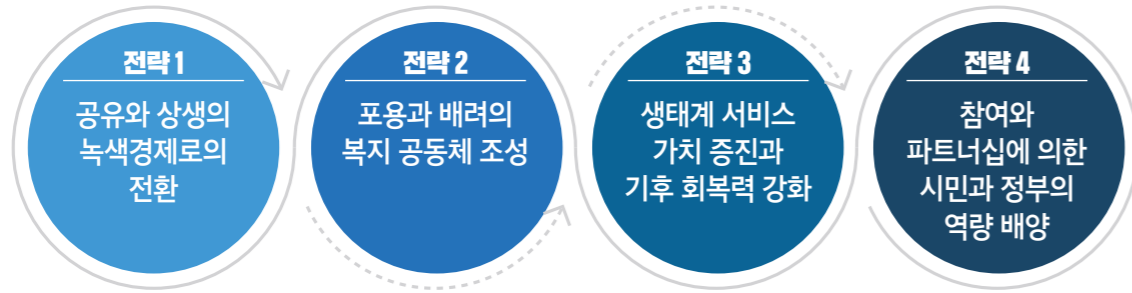 전략 1
공유와 상생의
녹색경제로의
전환
전략 2
포용과 배려의
복지 공동체 조성
전략 3
생태계 서비스
가치 증진과
기후 회복력 강화
전략 4
참여와
파트너십에 의한
시민과 정부의
역량 배양